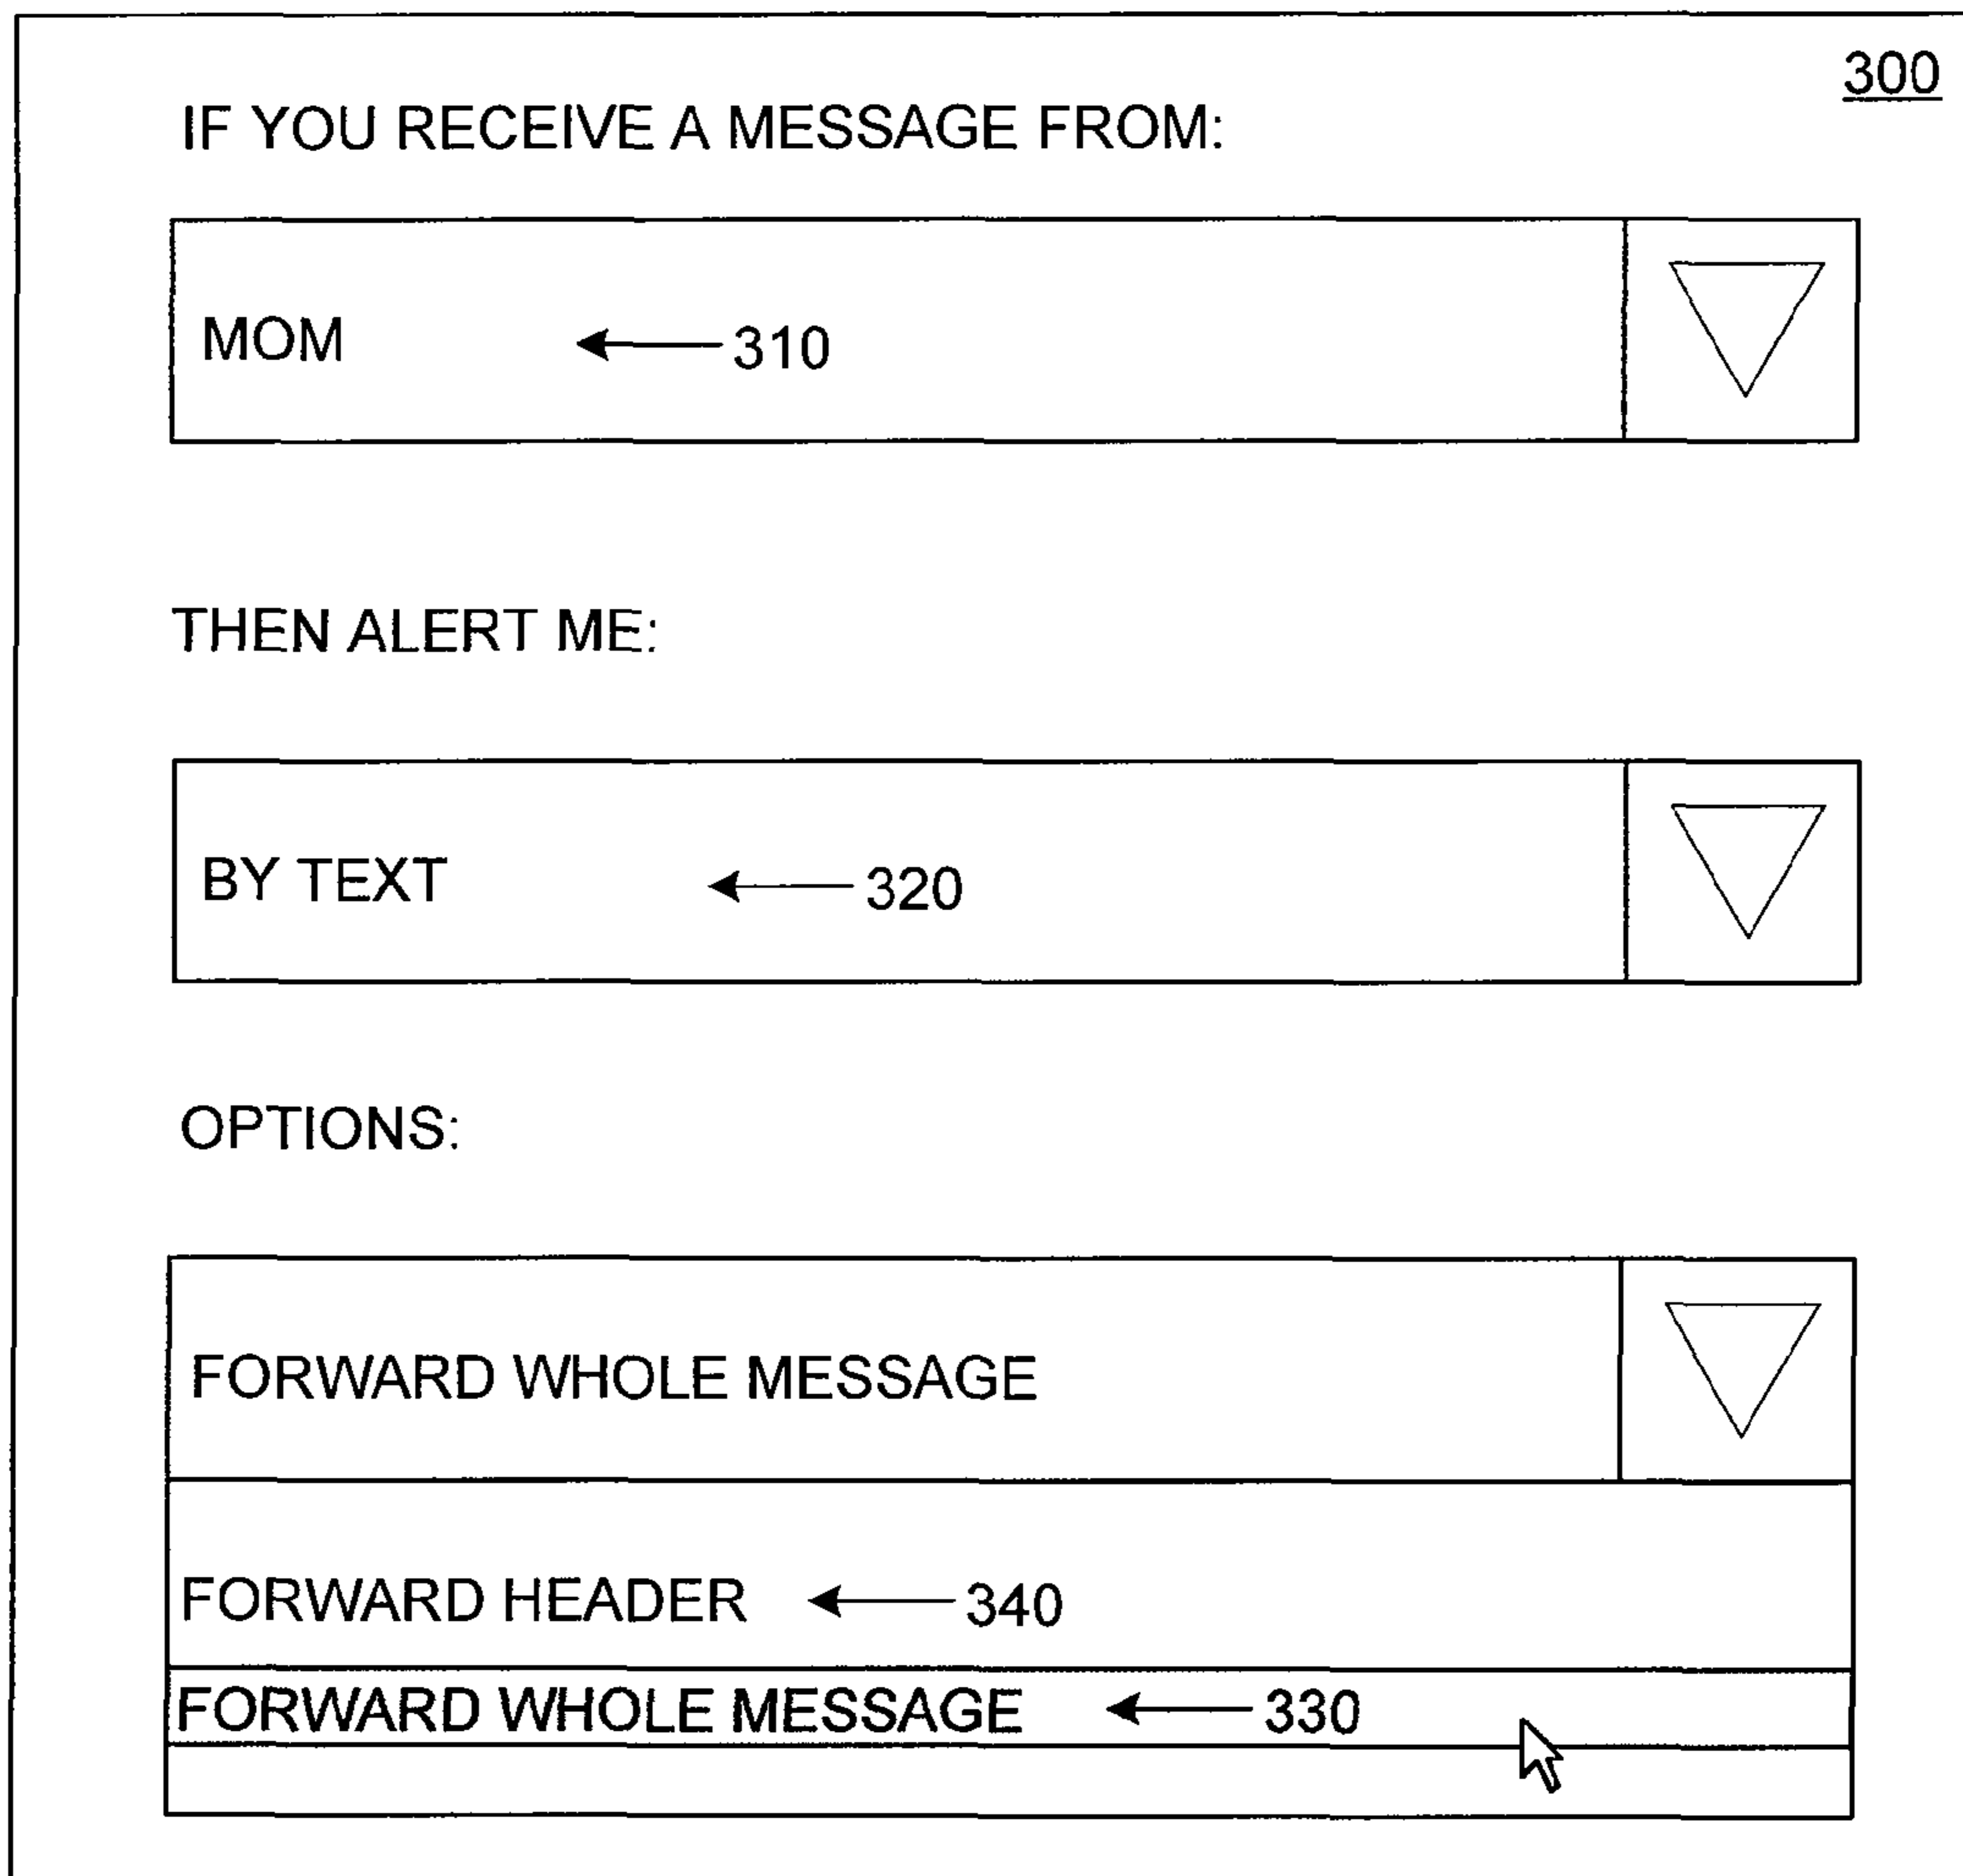 300
IF YOU RECEIVE A MESSAGE FROM:
MOM 310
THEN ALERT ME:
BY TEXT 320
OPTIONS:
FORWARD WHOLE MESSAGE
FORWARD HEADER 340
FORWARD WHOLE MESSAGE 330